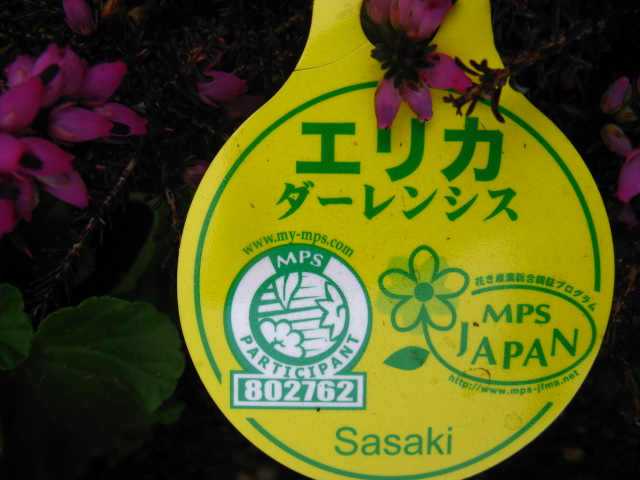 エリカ
ダーレンシス
www.my-mps.com
MPS
PARTICIPANT
802762
花き産業総合認証プログラム
MPS
JAPAN
http://www.mps-jfma.net
Sasaki